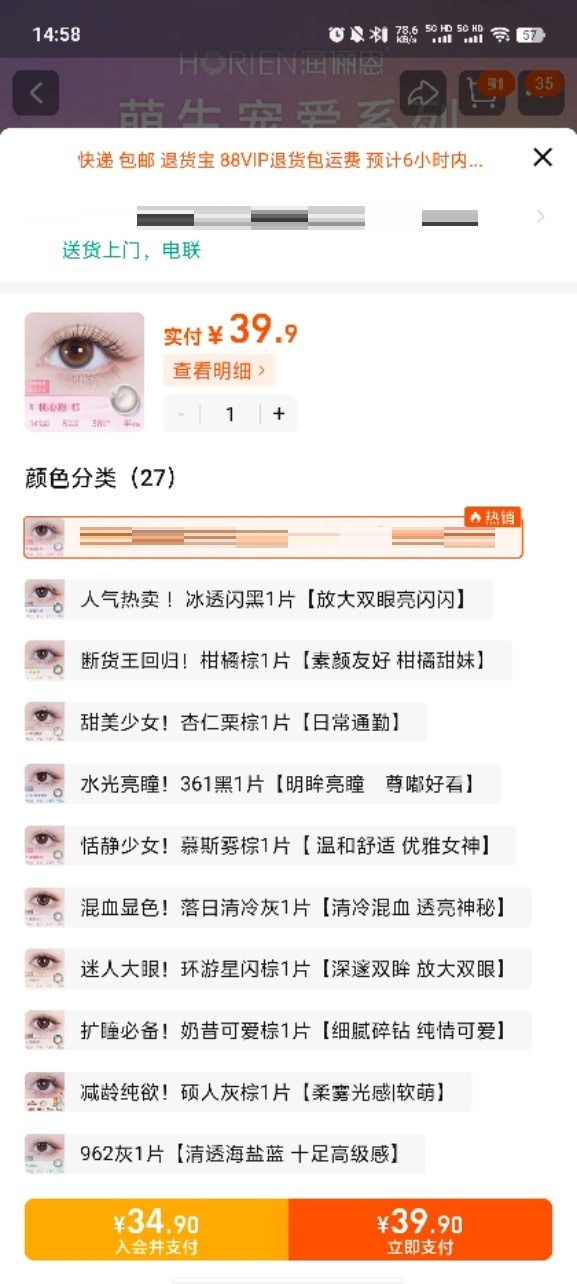 14:58
78.6 KB/s 5G HD 5G HD 57
HORIEN海俪恩
萌生宠爱系列
35
快递 包邮 退货宝 88VIP退货包运费 预计6小时内...
送货上门，电联
实付 ¥39.9
查看明细 >
- 1 +
颜色分类（27）
热销
人气热卖！冰透闪黑1片【放大双眼亮闪闪】
断货王回归！柑橘棕1片【素颜友好 柑橘甜妹】
甜美少女！杏仁栗棕1片【日常通勤】
水光亮瞳！361黑1片【明眸亮瞳 尊嘟好看】
恬静少女！慕斯雾棕1片【 温和舒适 优雅女神】
混血显色！落日清冷灰1片【清冷混血 透亮神秘】
迷人大眼！环游星闪棕1片【深邃双眸 放大双眼】
扩瞳必备！奶昔可爱棕1片【细腻碎钻 纯情可爱】
减龄纯欲！硕人灰棕1片【柔雾光感|软萌】
962灰1片【清透海盐蓝 十足高级感】
¥34.90 ¥39.90
入会并支付 立即支付